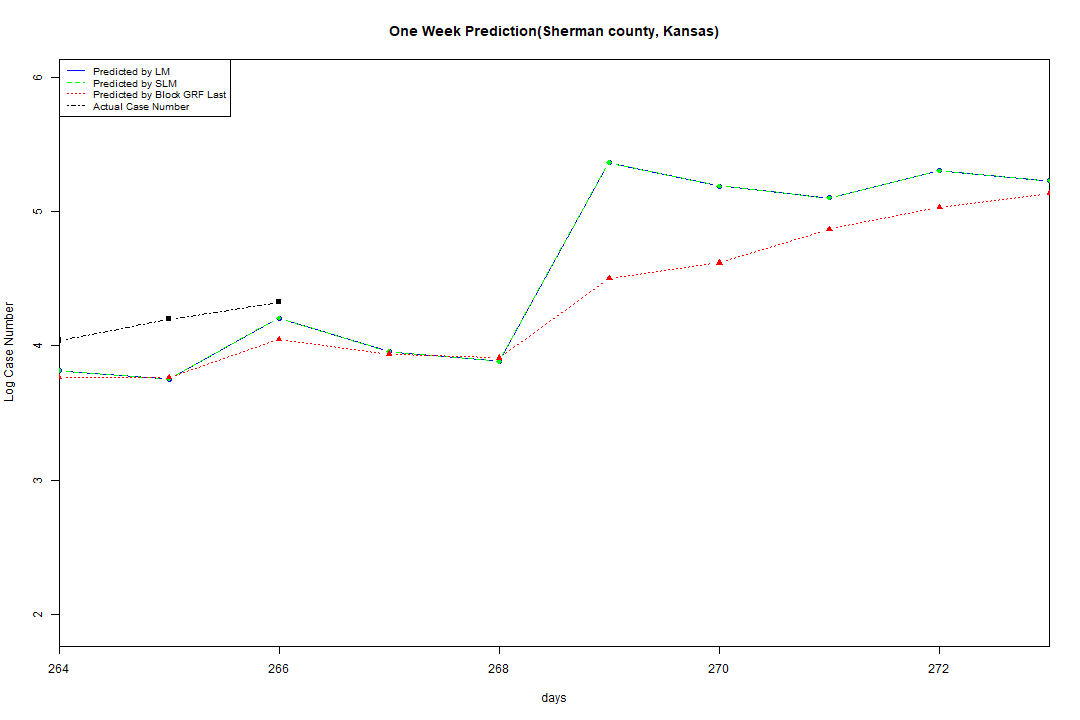 One Week Prediction(Sherman county, Kansas)
Predicted by LM
Predicted by SLM
Predicted by Block GRF Last
Actual Case Number
6
5
4
3
2
Log Case Number
264
266
268
270
272
days